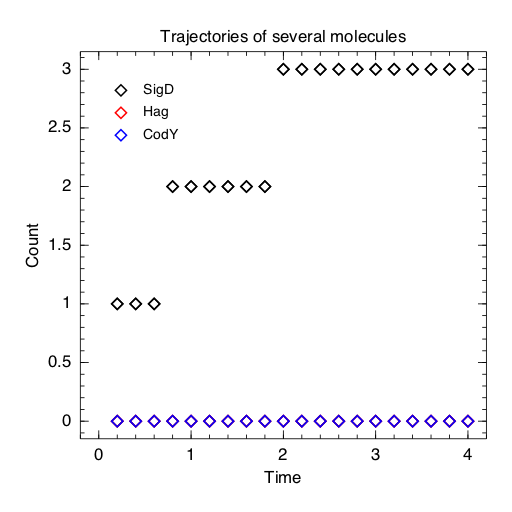 Trajectories of several molecules
3
SigD
Hag
CodY
2.5
2
Count
1.5
1
0.5
0
0 1 2 3 4
Time